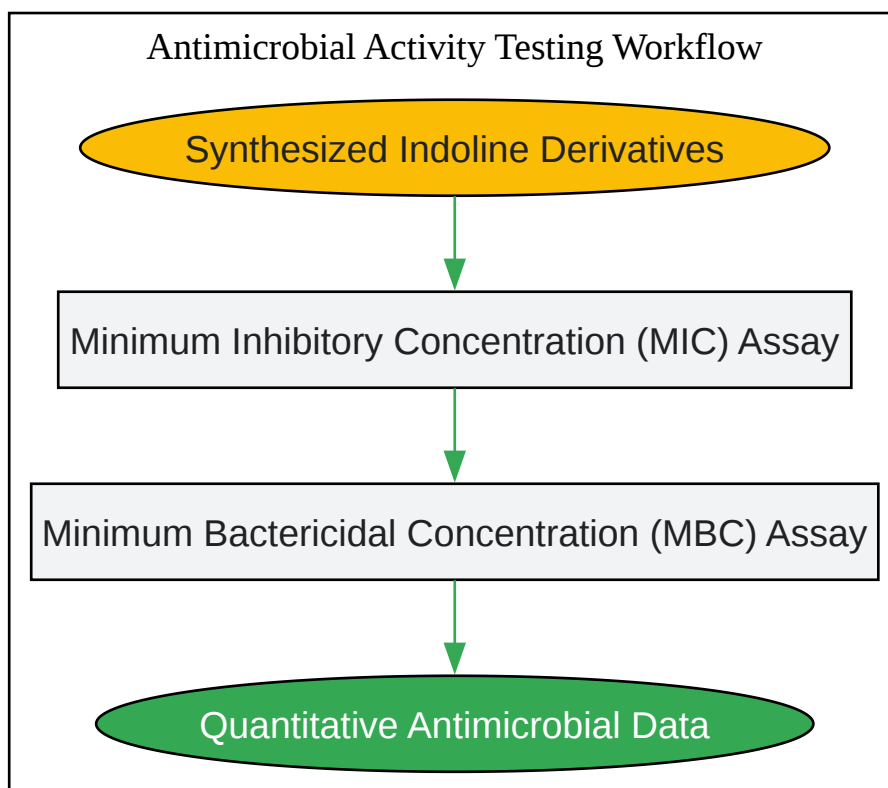 Antimicrobial Activity Testing Workflow
Synthesized Indoline Derivatives
Minimum Inhibitory Concentration (MIC) Assay
Minimum Bactericidal Concentration (MBC) Assay
Quantitative Antimicrobial Data